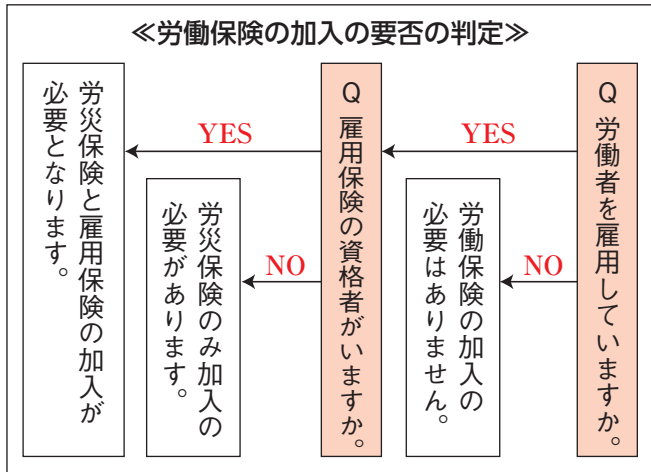 ≪労働保険の加入の要否の判定≫
Q 労働者を雇用していますか。
YES
NO
労働保険の加入の
必要はありません。
Q 雇用保険の資格者がいますか。
YES
NO
労災保険のみ加入の
必要があります。
労災保険と雇用保険の加入が
必要となります。